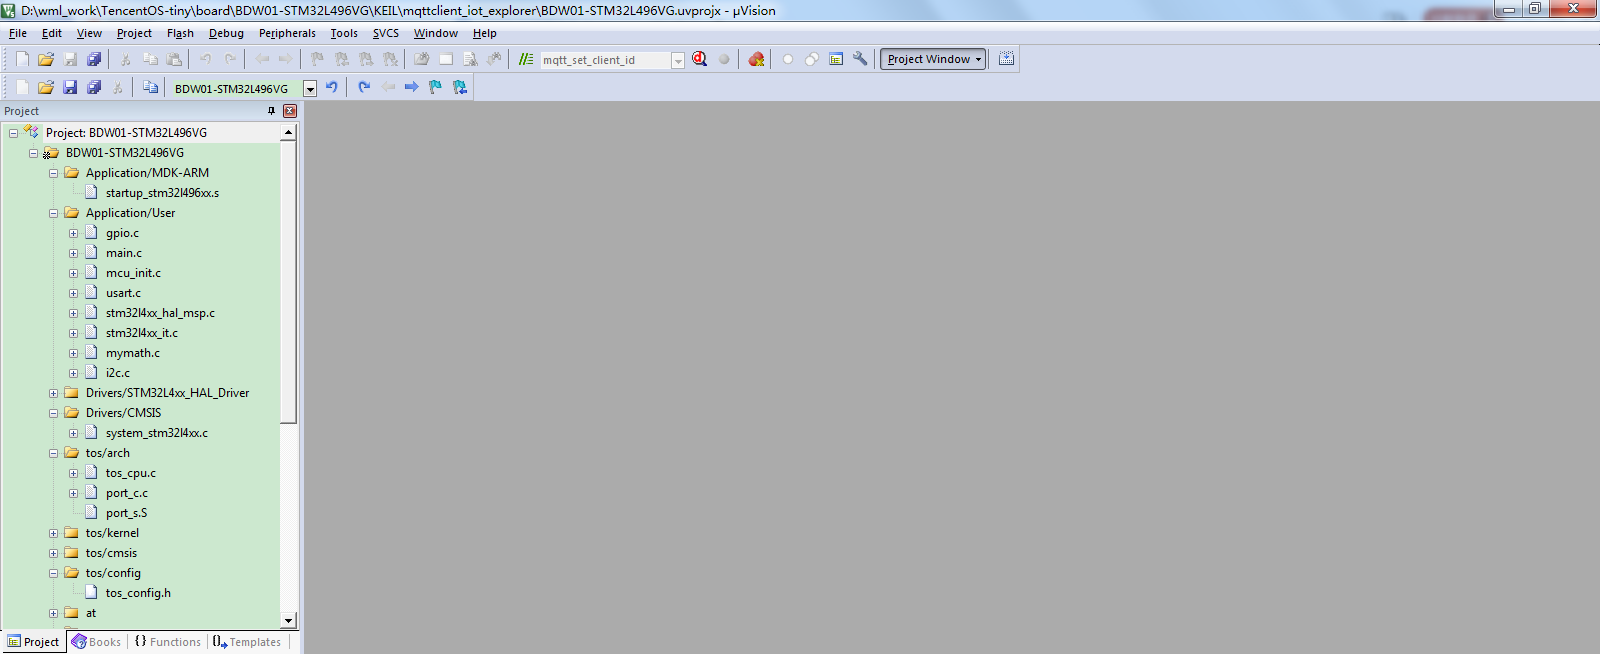 D:\wml_work\TencentOS-tiny\board\BDW01-STM32L496VG\KEIL\mqttclient_iot_explorer\BDW01-STM32L496VG.uvprojx - µVision
File Edit View Project Flash Debug Peripherals Tools SVCS Window Help
mqtt_set_client_id Project Window
BDW01-STM32L496VG
Project
Project: BDW01-STM32L496VG
BDW01-STM32L496VG
Application/MDK-ARM
startup_stm32l496xx.s
Application/User
gpio.c
main.c
mcu_init.c
usart.c
stm32l4xx_hal_msp.c
stm32l4xx_it.c
mymath.c
i2c.c
Drivers/STM32L4xx_HAL_Driver
Drivers/CMSIS
system_stm32l4xx.c
tos/arch
tos_cpu.c
port_c.c
port_s.S
tos/kernel
tos/cmsis
tos/config
tos_config.h
at
Project Books {} Functions Templates